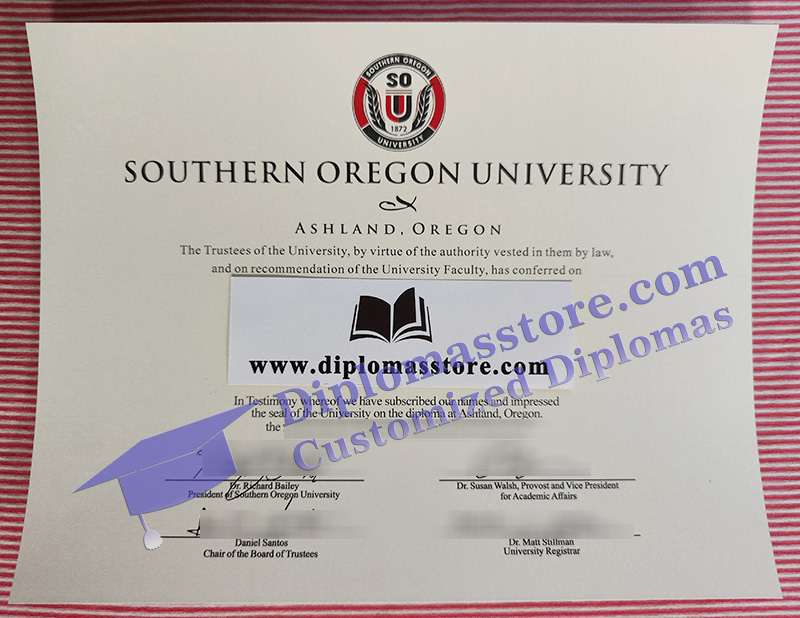 SOUTHERN OREGON
SO
U
1872
UNIVERSITY
SOUTHERN OREGON UNIVERSITY
ASHLAND, OREGON
The Trustees of the University, by virtue of the authority vested in them by law,
and on recommendation of the University Faculty, has conferred on
www.diplomasstore.com
Diplomasstore.com
Customized Diplomas
In Testimony whereof we have subscribed our names and impressed
the seal of the University on the diploma at Ashland, Oregon.
the
Dr. Richard Bailey
President of Southern Oregon University
Dr. Susan Walsh, Provost and Vice President
for Academic Affairs
Daniel Santos
Chair of the Board of Trustees
Dr. Matt Stillman
University Registrar